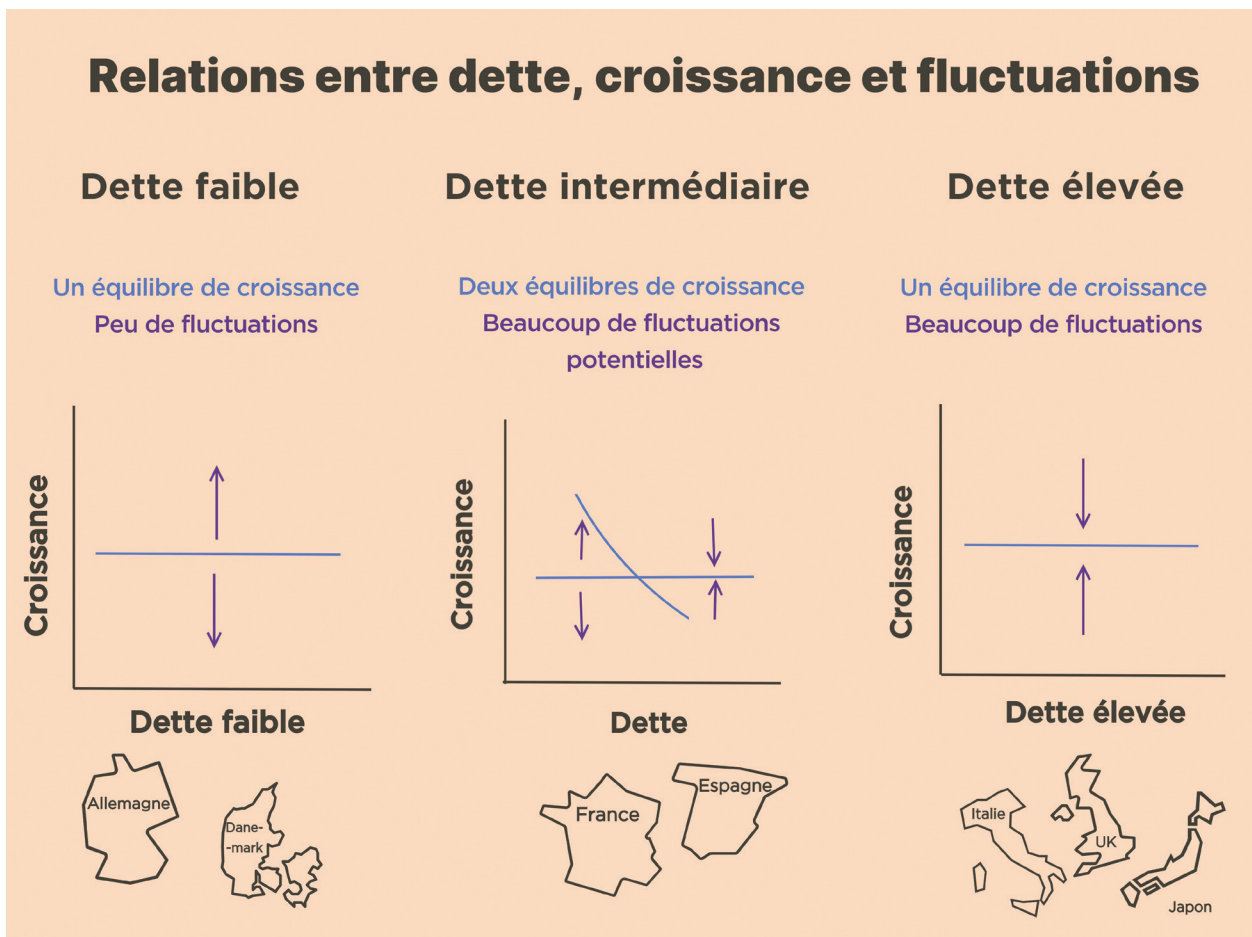 Relations entre dette, croissance et fluctuations
Dette faible
Un équilibre de croissance
Peu de fluctuations
Croissance
Dette faible
Allemagne
Dane-
-mark
Dette intermédiaire
Deux équilibres de croissance
Beaucoup de fluctuations
potentielles
Croissance
Dette
France
Espagne
Dette élevée
Un équilibre de croissance
Beaucoup de fluctuations
Croissance
Dette élevée
Italie
UK
Japon